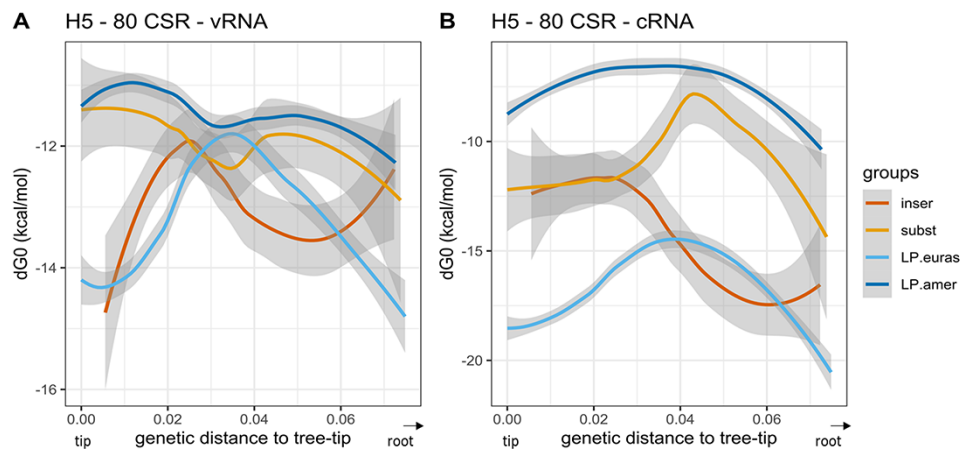 A H5 - 80 CSR - vRNA
dG0 (kcal/mol)
-12
-14
-16
0.00 0.02 0.04 0.06
tip genetic distance to tree-tip root
B H5 - 80 CSR - cRNA
dG0 (kcal/mol)
-10
-15
-20
0.00 0.02 0.04 0.06
tip genetic distance to tree-tip root
groups
inser
subst
LP.euras
LP.amer